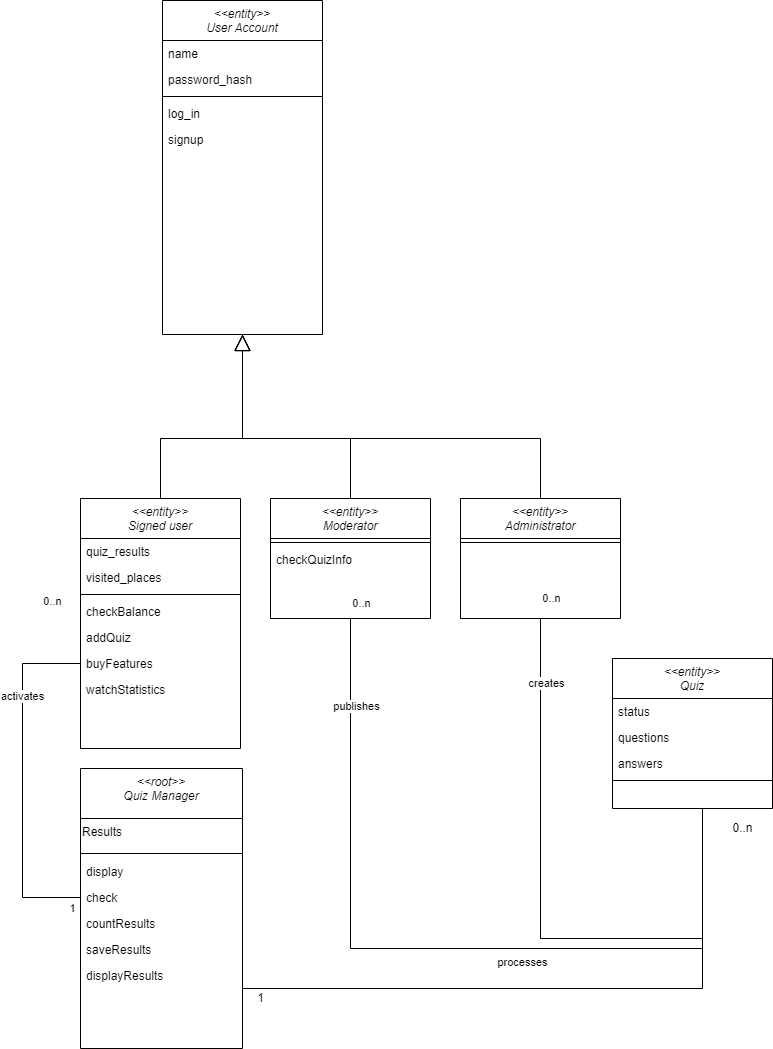 <<entity>>
User Account
name
password_hash
log_in
signup
<<entity>>
Signed user
quiz_results
visited_places
checkBalance
addQuiz
buyFeatures
watchStatistics
0..n
activates
<<entity>>
Moderator
checkQuizInfo
0..n
publishes
<<entity>>
Administrator
0..n
creates
<<entity>>
Quiz
status
questions
answers
0..n
<<root>>
Quiz Manager
Results
display
check
countResults
saveResults
displayResults
1
processes
1